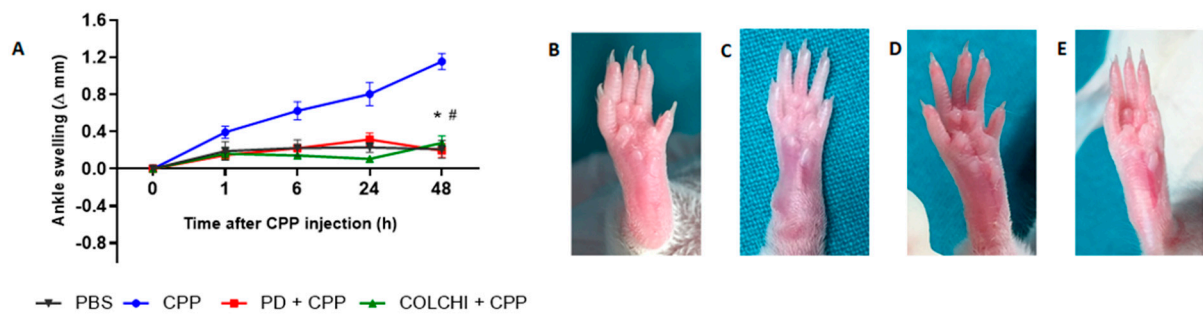 A
Ankle swelling (Δ mm)
1.6
1.2
0.8
0.4
0.0
-0.4
-0.8
0
1
6
24
48
* #
Time after CPP injection (h)
PBS
CPP
PD + CPP
COLCHI + CPP
B
C
D
E